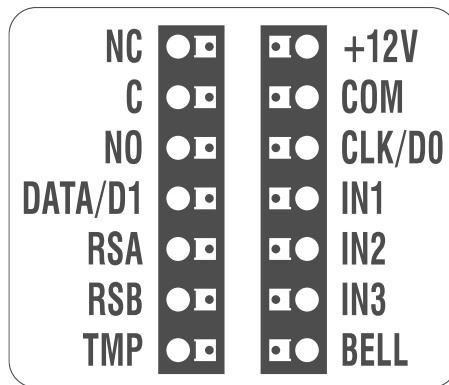 NC +12V
C COM
NO CLK/D0
DATA/D1 IN1
RSA IN2
RSB IN3
TMP BELL